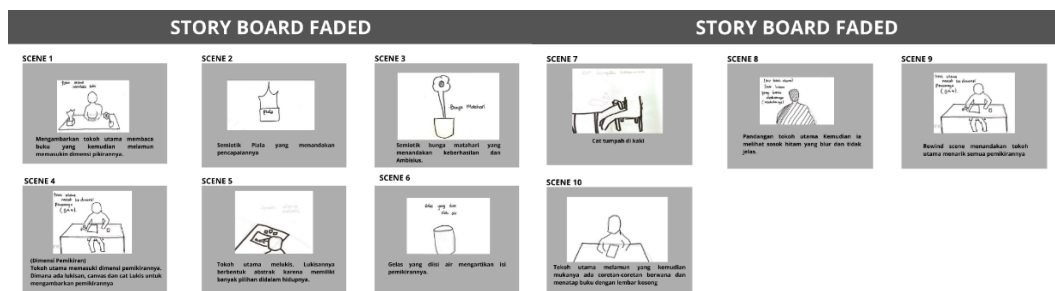 STORY BOARD FADED
SCENE 1
Mengambarkan tokoh utama membaca
buku yang kemudian melamun
memasukin dimensi pikirannya.
SCENE 2
Piala
Semiotik Piala yang menandakan
pencapaiannya
SCENE 3
Bunga Matahari
Semiotik bunga matahari yang
menandakan keberhasilan dan
Ambisius.
SCENE 4
(Dimensi Pemikiran)
Tokoh utama memasuki dimensi pemikirannya.
Dimana ada lukisan, canvas dan cat Lukis untuk
mengambarkan pemikirannya
SCENE 5
Tokoh utama melukis. Lukisannya
berbentuk abstrak karena memiliki
banyak pilihan didalam hidupnya.
SCENE 6
Gelas yang diisi air mengartikan isi
pemikirannya.
STORY BOARD FADED
SCENE 7
Cat tumpah di kaki
SCENE 8
Pandangan tokoh utama Kemudian ia
melihat sosok hitam yang blur dan tidak
jelas.
SCENE 9
Rewind scene menandakan tokoh
utama menarik semua pemikirannya
SCENE 10
Tokoh utama melamun yang kemudian
mukanya ada coretan-coretan berwana dan
menatap buku dengan lembar kosong